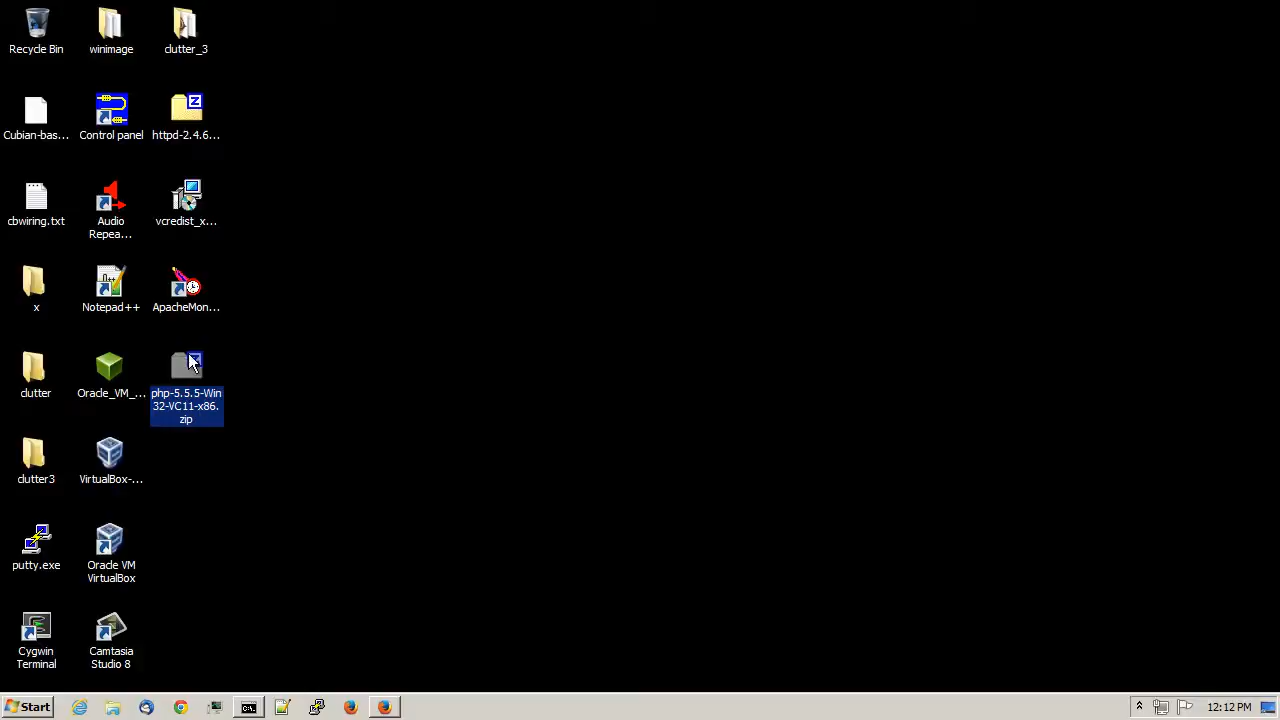 Recycle Bin
winimage
clutter_3
Cubian-bas...
Control panel
httpd-2.4.6...
cbwiring.txt
Audio
Repea...
vcredist_x...
x
Notepad++
ApacheMon...
clutter
Oracle_VM_...
php-5.5.5-Win
32-VC11-x86.
zip
clutter3
VirtualBox-...
putty.exe
Oracle VM
VirtualBox
Cygwin
Terminal
Camtasia
Studio 8
Start
12:12 PM